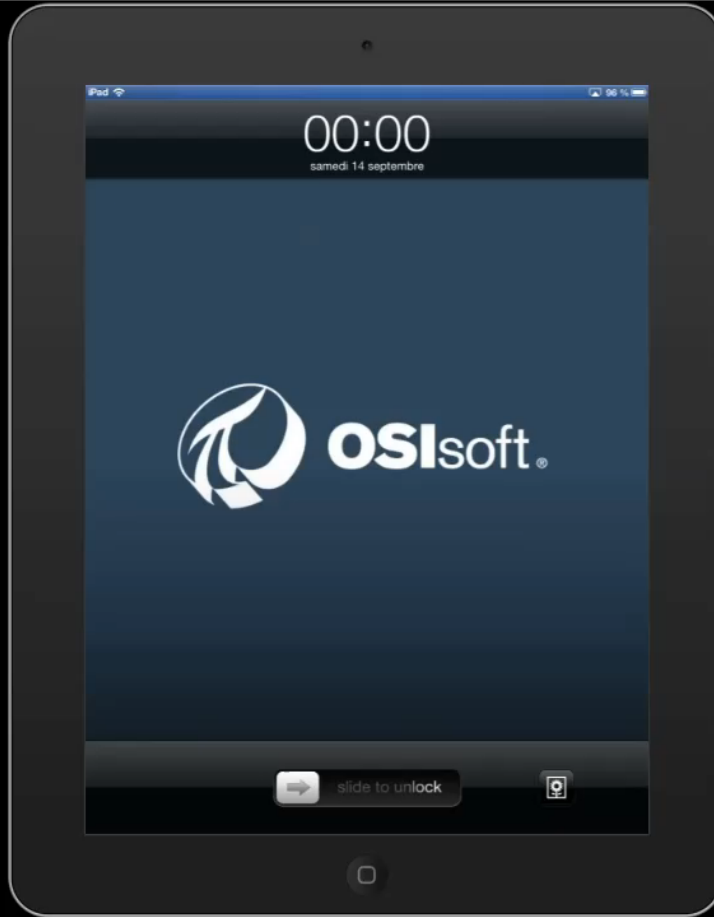 iPad 96 %
00:00
samedi 14 septembre
OSIsoft®
slide to unlock